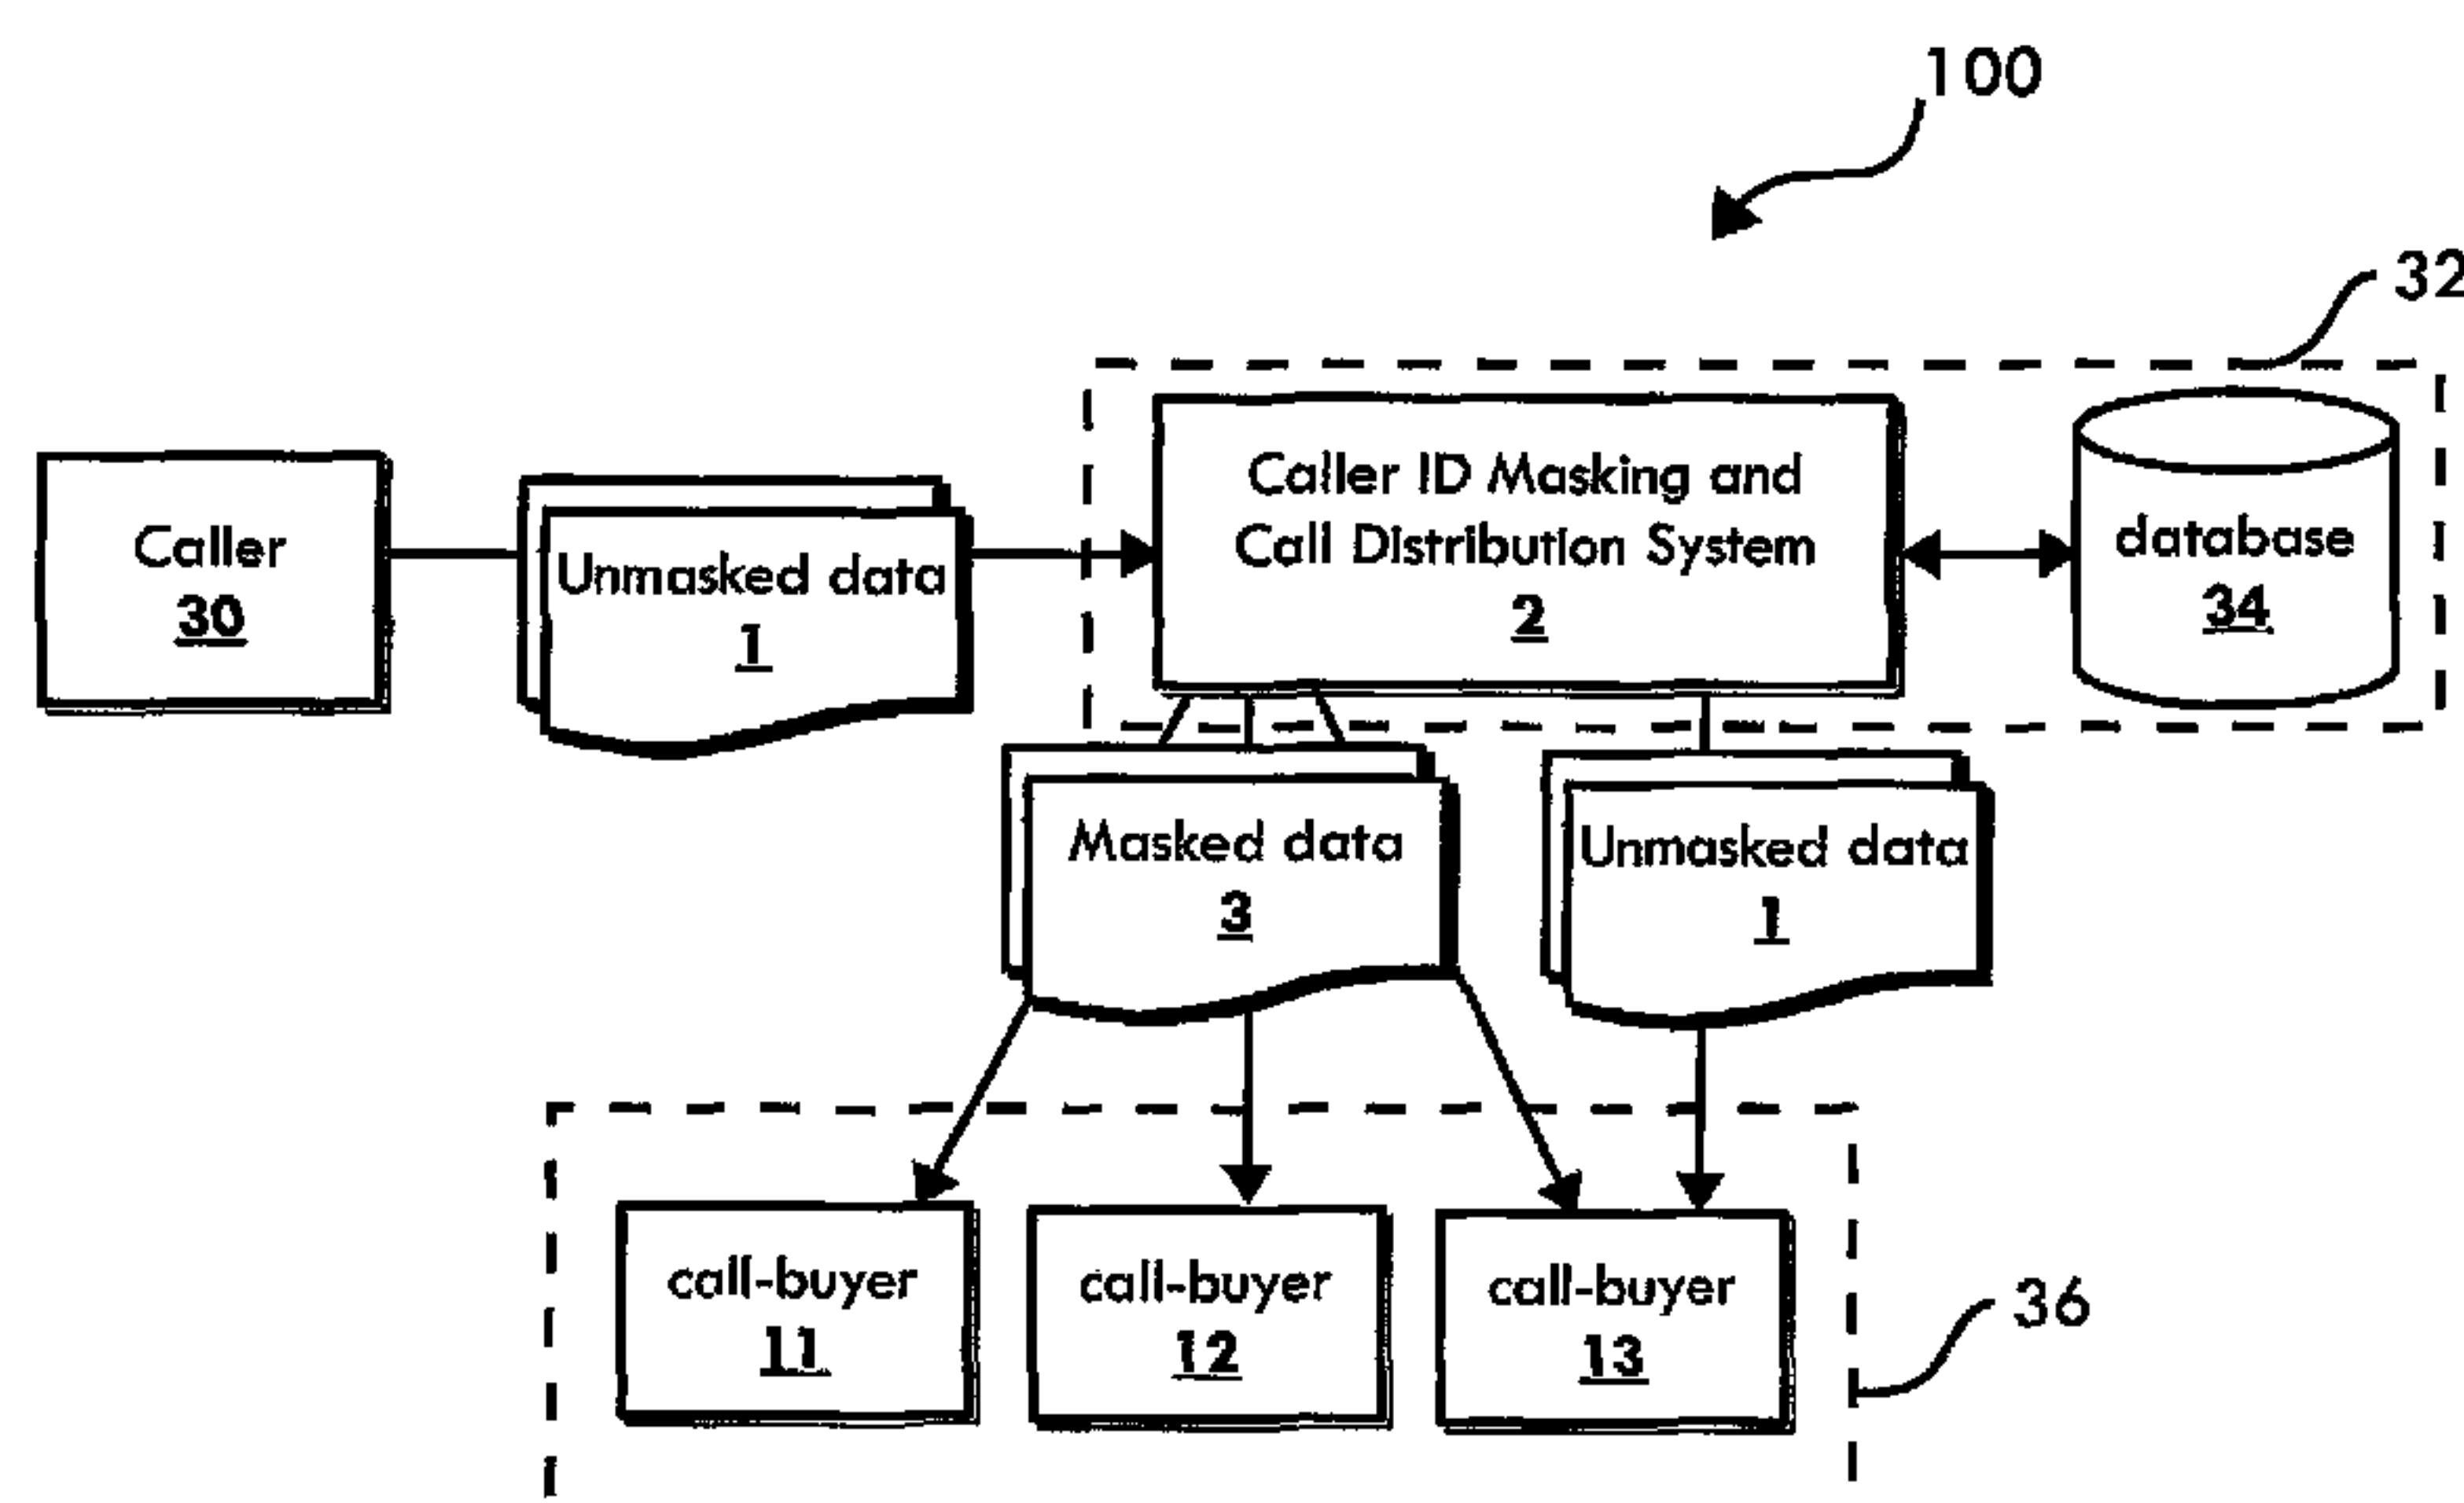 100
32
Caller
30
Unmasked data
1
Caller ID Masking and
Call Distribution System
2
database
34
Masked data
3
Unmasked data
1
call-buyer
11
call-buyer
12
call-buyer
13
36